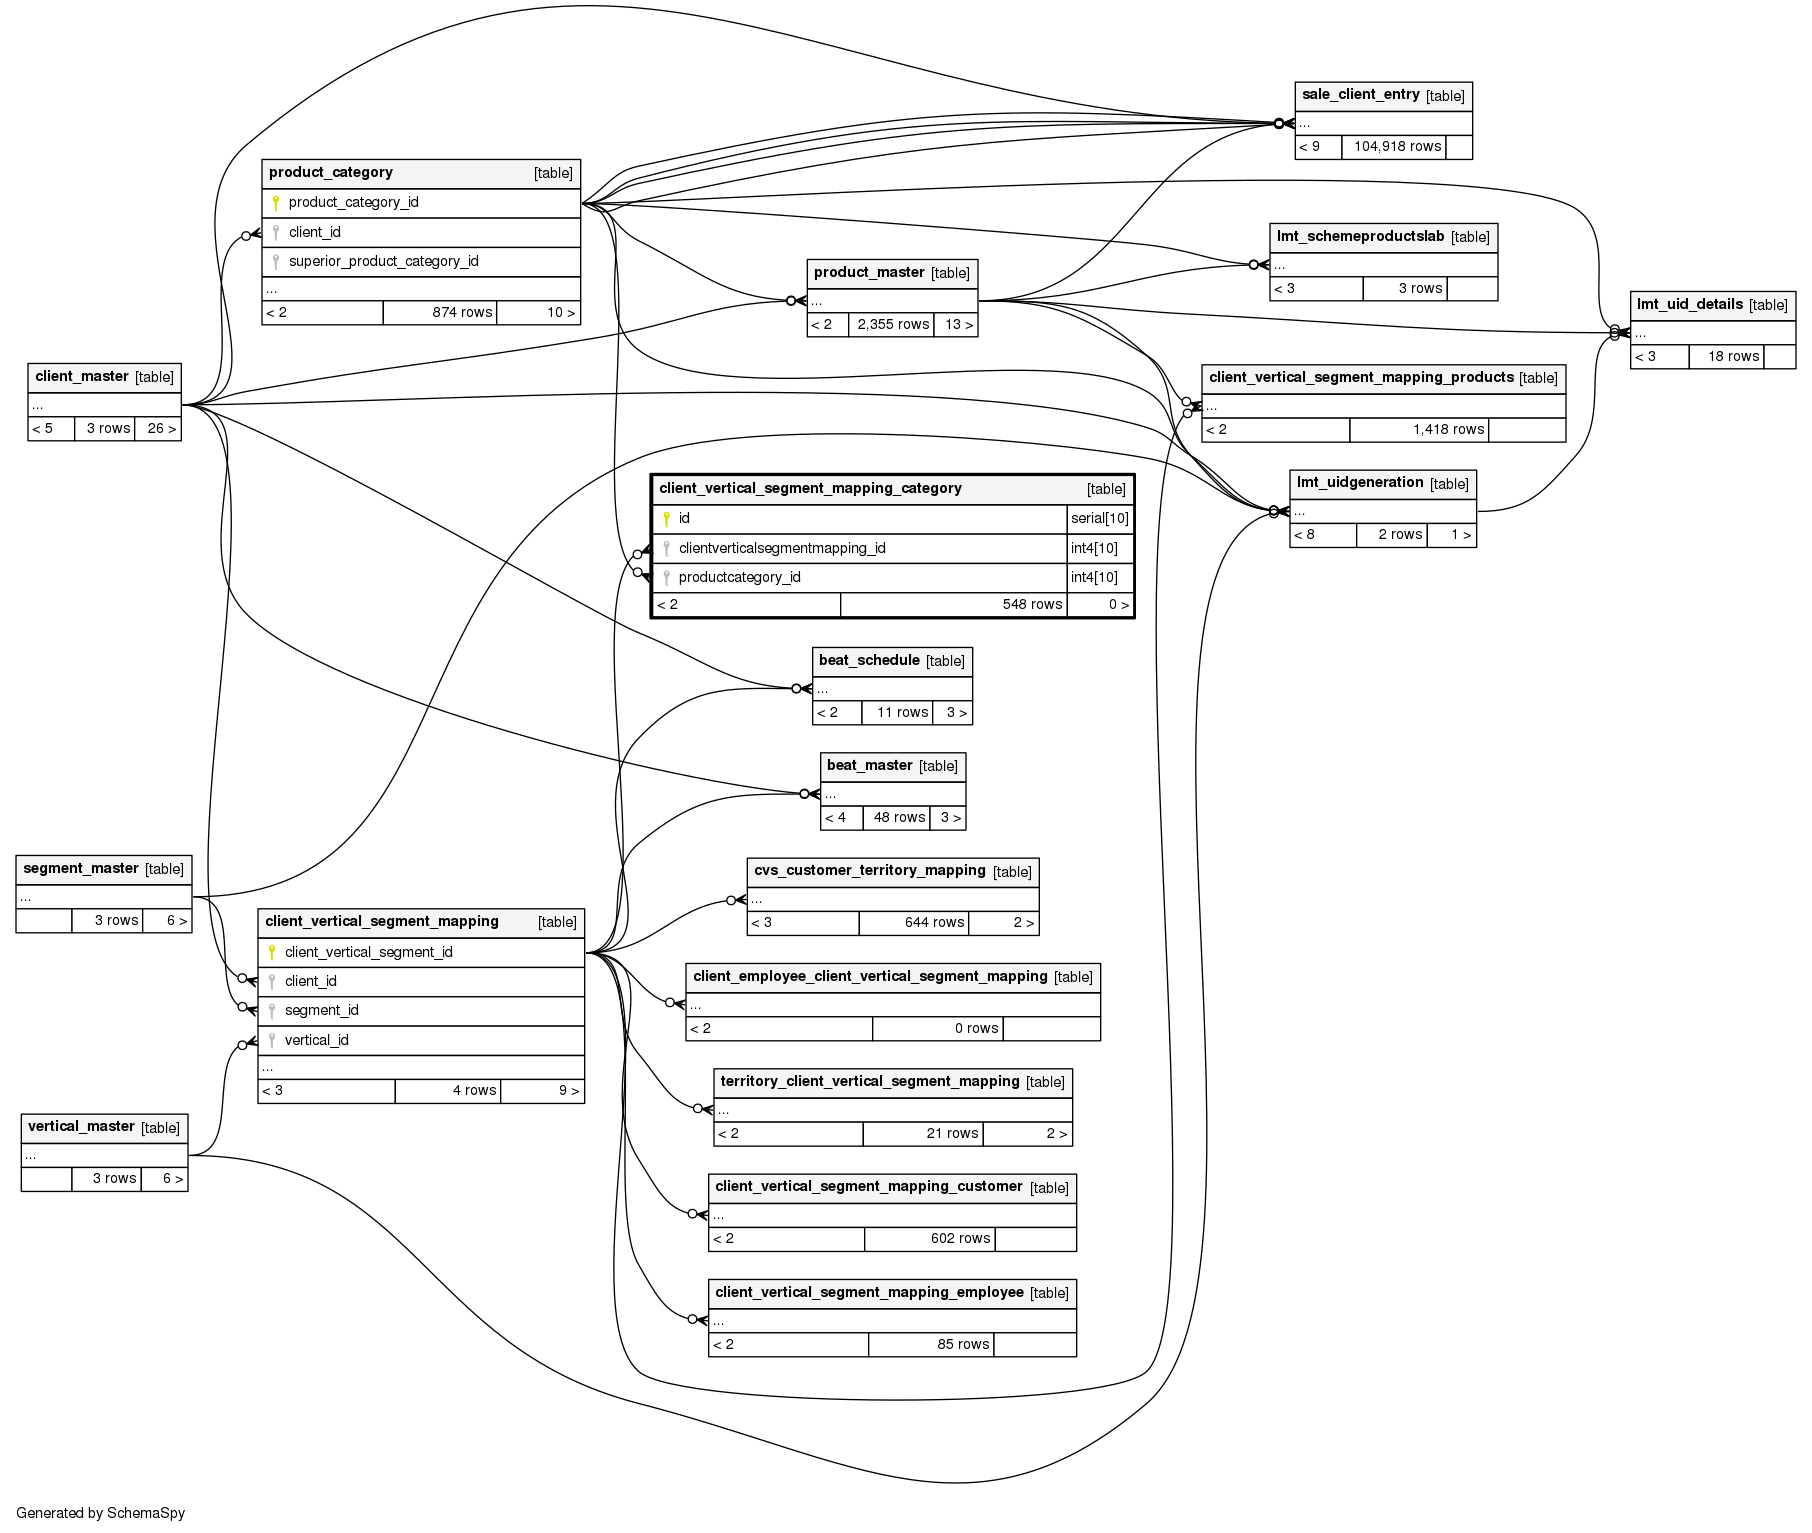 sale_client_entry [table]
...
< 9 104,918 rows
product_category [table]
product_category_id
client_id
superior_product_category_id
...
< 2 874 rows 10 >
lmt_schemeproductslab [table]
...
< 3 3 rows
product_master [table]
...
< 2 2,355 rows 13 >
lmt_uid_details [table]
...
< 3 18 rows
client_master [table]
...
< 5 3 rows 26 >
client_vertical_segment_mapping_products [table]
...
< 2 1,418 rows
client_vertical_segment_mapping_category [table]
id serial[10]
clientverticalsegmentmapping_id int4[10]
productcategory_id int4[10]
< 2 548 rows 0 >
lmt_uidgeneration [table]
...
< 8 2 rows 1 >
beat_schedule [table]
...
< 2 11 rows 3 >
beat_master [table]
...
< 4 48 rows 3 >
segment_master [table]
...
3 rows 6 >
cvs_customer_territory_mapping [table]
...
< 3 644 rows 2 >
client_vertical_segment_mapping [table]
client_vertical_segment_id
client_id
segment_id
vertical_id
...
< 3 4 rows 9 >
client_employee_client_vertical_segment_mapping [table]
...
< 2 0 rows
territory_client_vertical_segment_mapping [table]
...
< 2 21 rows 2 >
vertical_master [table]
...
3 rows 6 >
client_vertical_segment_mapping_customer [table]
...
< 2 602 rows
client_vertical_segment_mapping_employee [table]
...
< 2 85 rows
Generated by SchemaSpy